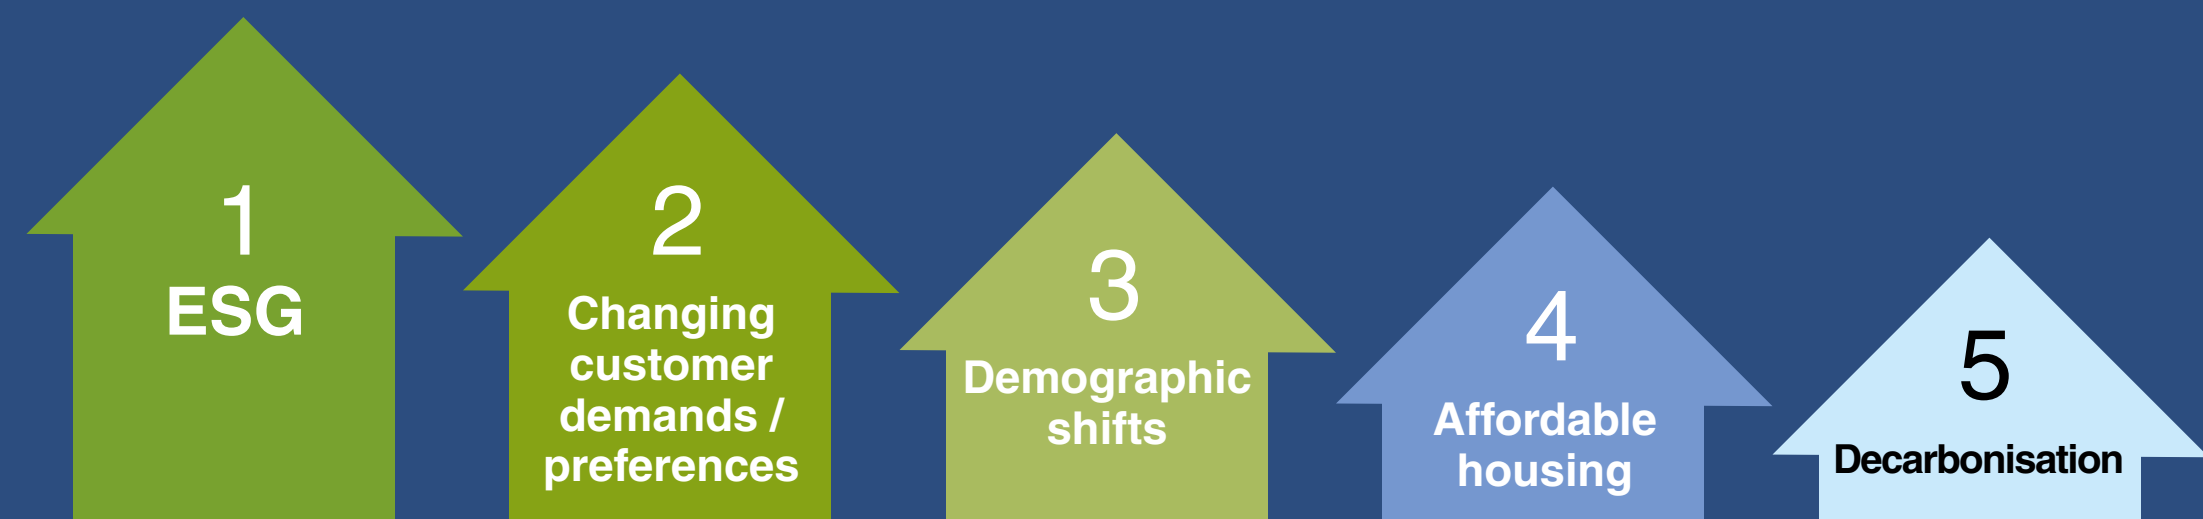 1
ESG
2
Changing
customer
demands /
preferences
3
Demographic
shifts
4
Affordable
housing
5
Decarbonisation